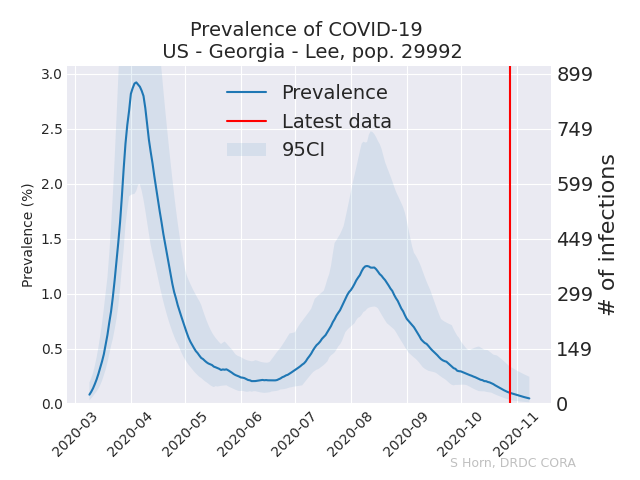 Prevalence of COVID-19
US - Georgia - Lee, pop. 29992
Prevalence
Latest data
95CI
Prevalence (%)
3.0
2.5
2.0
1.5
1.0
0.5
0.0
899
749
599
449
299
149
0
# of infections
2020-03
2020-04
2020-05
2020-06
2020-07
2020-08
2020-09
2020-10
2020-11
S Horn, DRDC CORA